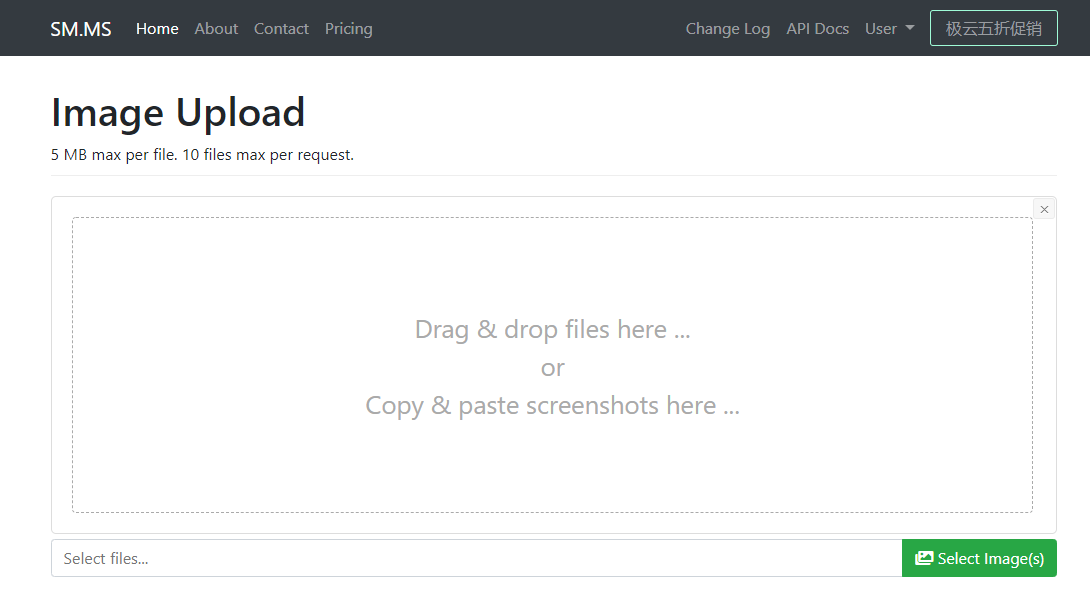 SM.MS Home About Contact Pricing Change Log API Docs User 极云五折促销
Image Upload
5 MB max per file. 10 files max per request.
×
Drag & drop files here ...
or
Copy & paste screenshots here ...
Select files... Select Image(s)